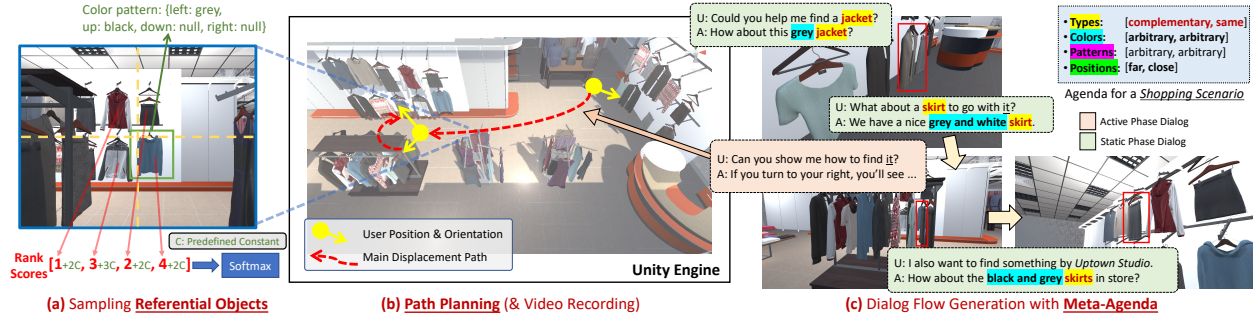 Color pattern: {left: grey,
up: black, down: null, right: null}
C: Predefined Constant
Rank
Scores
[1+2C, 3+3C, 2+2C, 4+2C]
Softmax
(a) Sampling Referential Objects
User Position & Orientation
Main Displacement Path
Unity Engine
(b) Path Planning (& Video Recording)
U: Could you help me find a jacket?
A: How about this grey jacket?
U: What about a skirt to go with it?
A: We have a nice grey and white skirt.
U: Can you show me how to find it?
A: If you turn to your right, you'll see ...
U: I also want to find something by Uptown Studio.
A: How about the black and grey skirts in store?
• Types: [complementary, same]
• Colors: [arbitrary, arbitrary]
• Patterns: [arbitrary, arbitrary]
• Positions: [far, close]
Agenda for a Shopping Scenario
Active Phase Dialog
Static Phase Dialog
(c) Dialog Flow Generation with Meta-Agenda